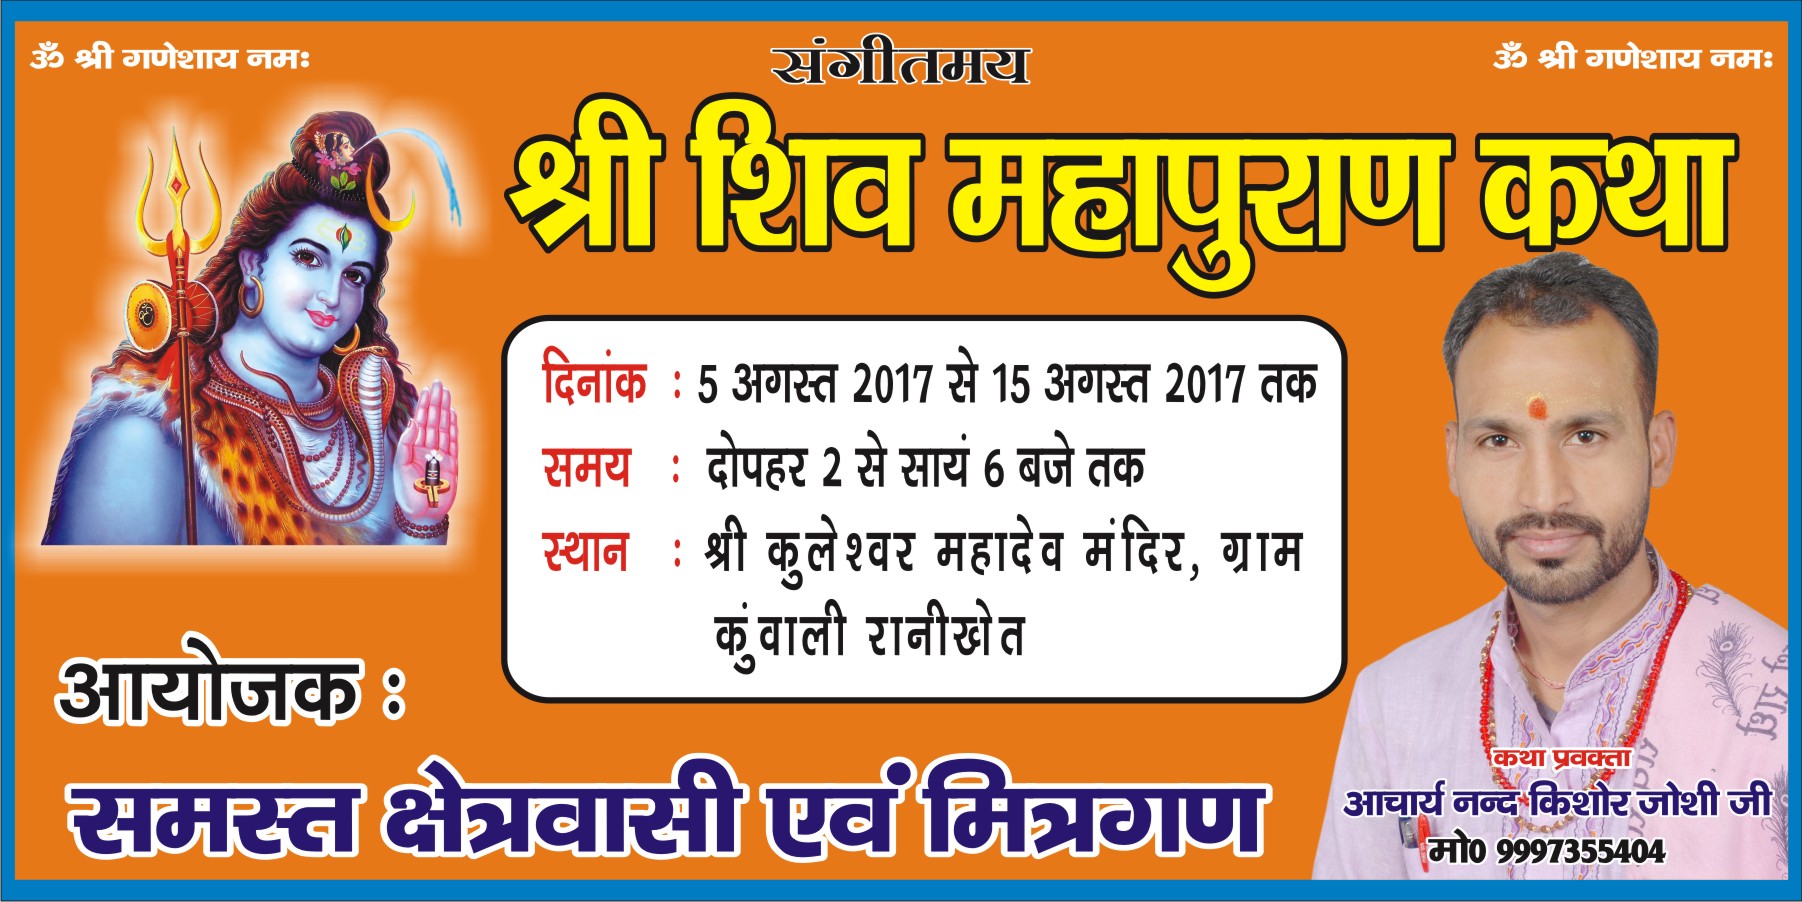 ॐ श्री गणेशाय नमः
संगीतमय
ॐ श्री गणेशाय नमः
श्री शिव महापुराण कथा
दिनांक : 5 अगस्त 2017 से 15 अगस्त 2017 तक
समय : दोपहर 2 से सायं 6 बजे तक
स्थान : श्री कुलेश्वर महादेव मंदिर, ग्राम
कुंवाली रानीखेत
आयोजक :
समस्त क्षेत्रवासी एवं मित्रगण
कथा प्रवक्ता
आचार्य नन्द किशोर जोशी जी
मो0 9997355404